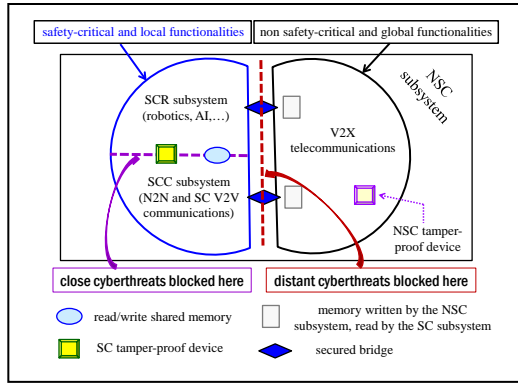 safety-critical and local functionalities
non safety-critical and global functionalities
NSC
subsystem
SCR subsystem
(robotics, AI,…)
V2X
telecommunications
SCC subsystem
(N2N and SC V2V
communications)
NSC tamper-
proof device
close cyberthreats blocked here
distant cyberthreats blocked here
read/write shared memory
memory written by the NSC
subsystem, read by the SC subsystem
SC tamper-proof device
secured bridge